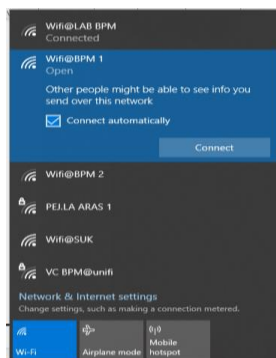 Wifi@LAB BPM
Connected
Wifi@BPM 1
Open
Other people might be able to see info you
send over this network
Connect automatically
Connect
Wifi@BPM 2
PEJ.LA ARAS 1
Wifi@SUK
VC BPM@unifi
Network & Internet settings
Change settings, such as making a connection metered.
Wi-Fi
Airplane mode
Mobile
hotspot